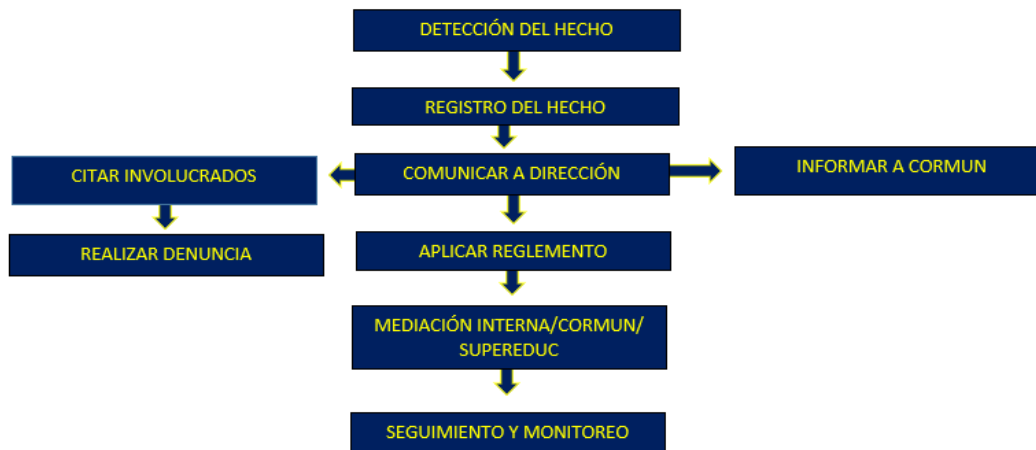 DETECCIÓN DEL HECHO
REGISTRO DEL HECHO
CITAR INVOLUCRADOS
COMUNICAR A DIRECCIÓN
INFORMAR A CORMUN
REALIZAR DENUNCIA
APLICAR REGLEMENTO
MEDIACIÓN INTERNA/CORMUN/
SUPEREDUC
SEGUIMIENTO Y MONITOREO